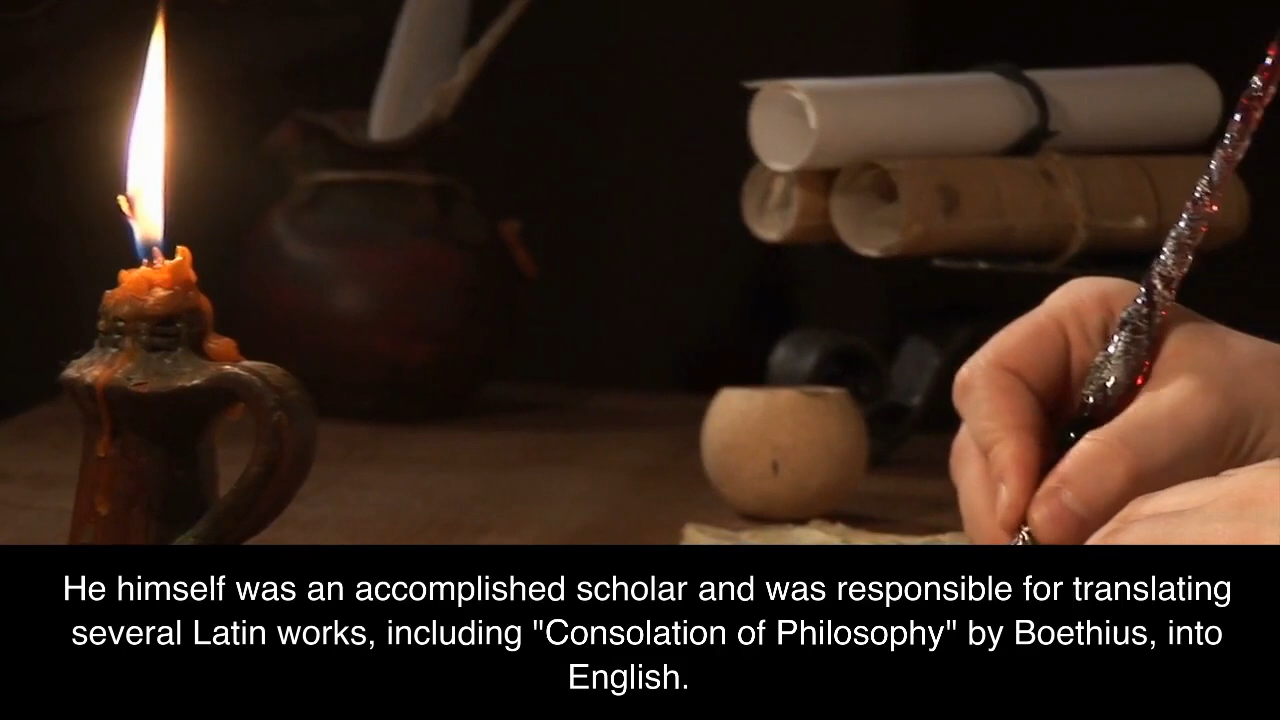 He himself was an accomplished scholar and was responsible for translating
several Latin works, including "Consolation of Philosophy" by Boethius, into
English.